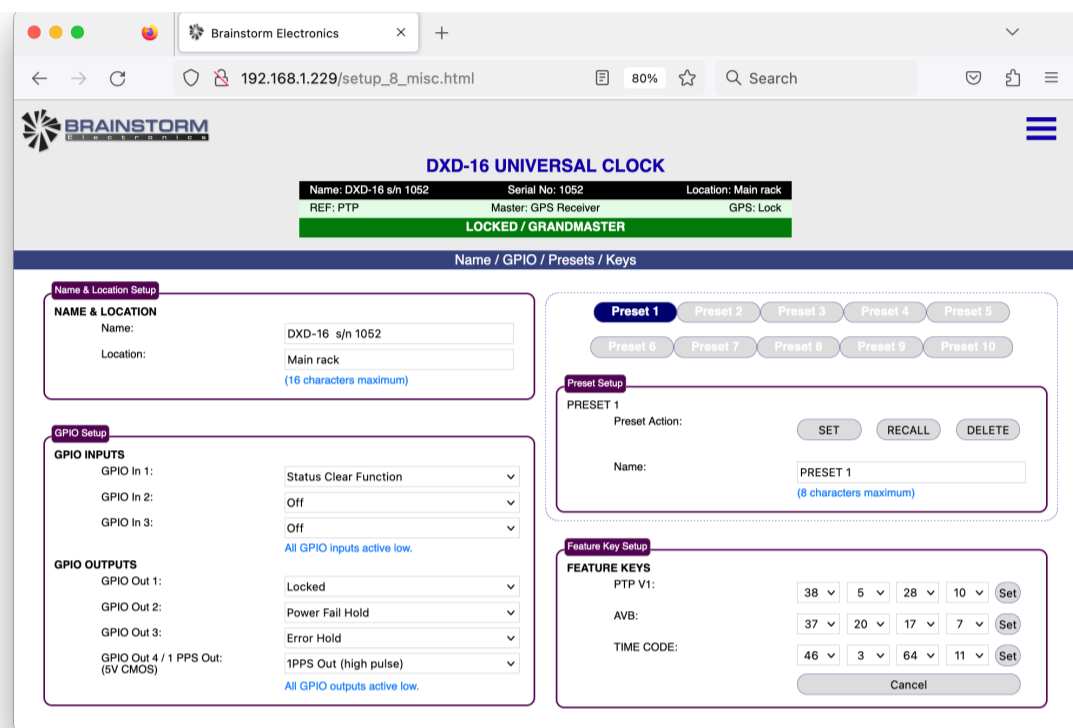 Brainstorm Electronics
192.168.1.229/setup_8_misc.html
80%
Search
BRAINSTORM
Electronics
DXD-16 UNIVERSAL CLOCK
Name: DXD-16 s/n 1052 Serial No: 1052 Location: Main rack
REF: PTP Master: GPS Receiver GPS: Lock
LOCKED / GRANDMASTER
Name / GPIO / Presets / Keys
Name & Location Setup
NAME & LOCATION
Name: DXD-16 s/n 1052
Location: Main rack
(16 characters maximum)
GPIO Setup
GPIO INPUTS
GPIO In 1: Status Clear Function
GPIO In 2: Off
GPIO In 3: Off
All GPIO inputs active low.
GPIO OUTPUTS
GPIO Out 1: Locked
GPIO Out 2: Power Fail Hold
GPIO Out 3: Error Hold
GPIO Out 4 / 1 PPS Out: 1PPS Out (high pulse)
(5V CMOS)
All GPIO outputs active low.
Preset 1 Preset 2 Preset 3 Preset 4 Preset 5
Preset 6 Preset 7 Preset 8 Preset 9 Preset 10
Preset Setup
PRESET 1
Preset Action: SET RECALL DELETE
Name: PRESET 1
(8 characters maximum)
Feature Key Setup
FEATURE KEYS
PTP V1: 38 5 28 10 Set
AVB: 37 20 17 7 Set
TIME CODE: 46 3 64 11 Set
Cancel